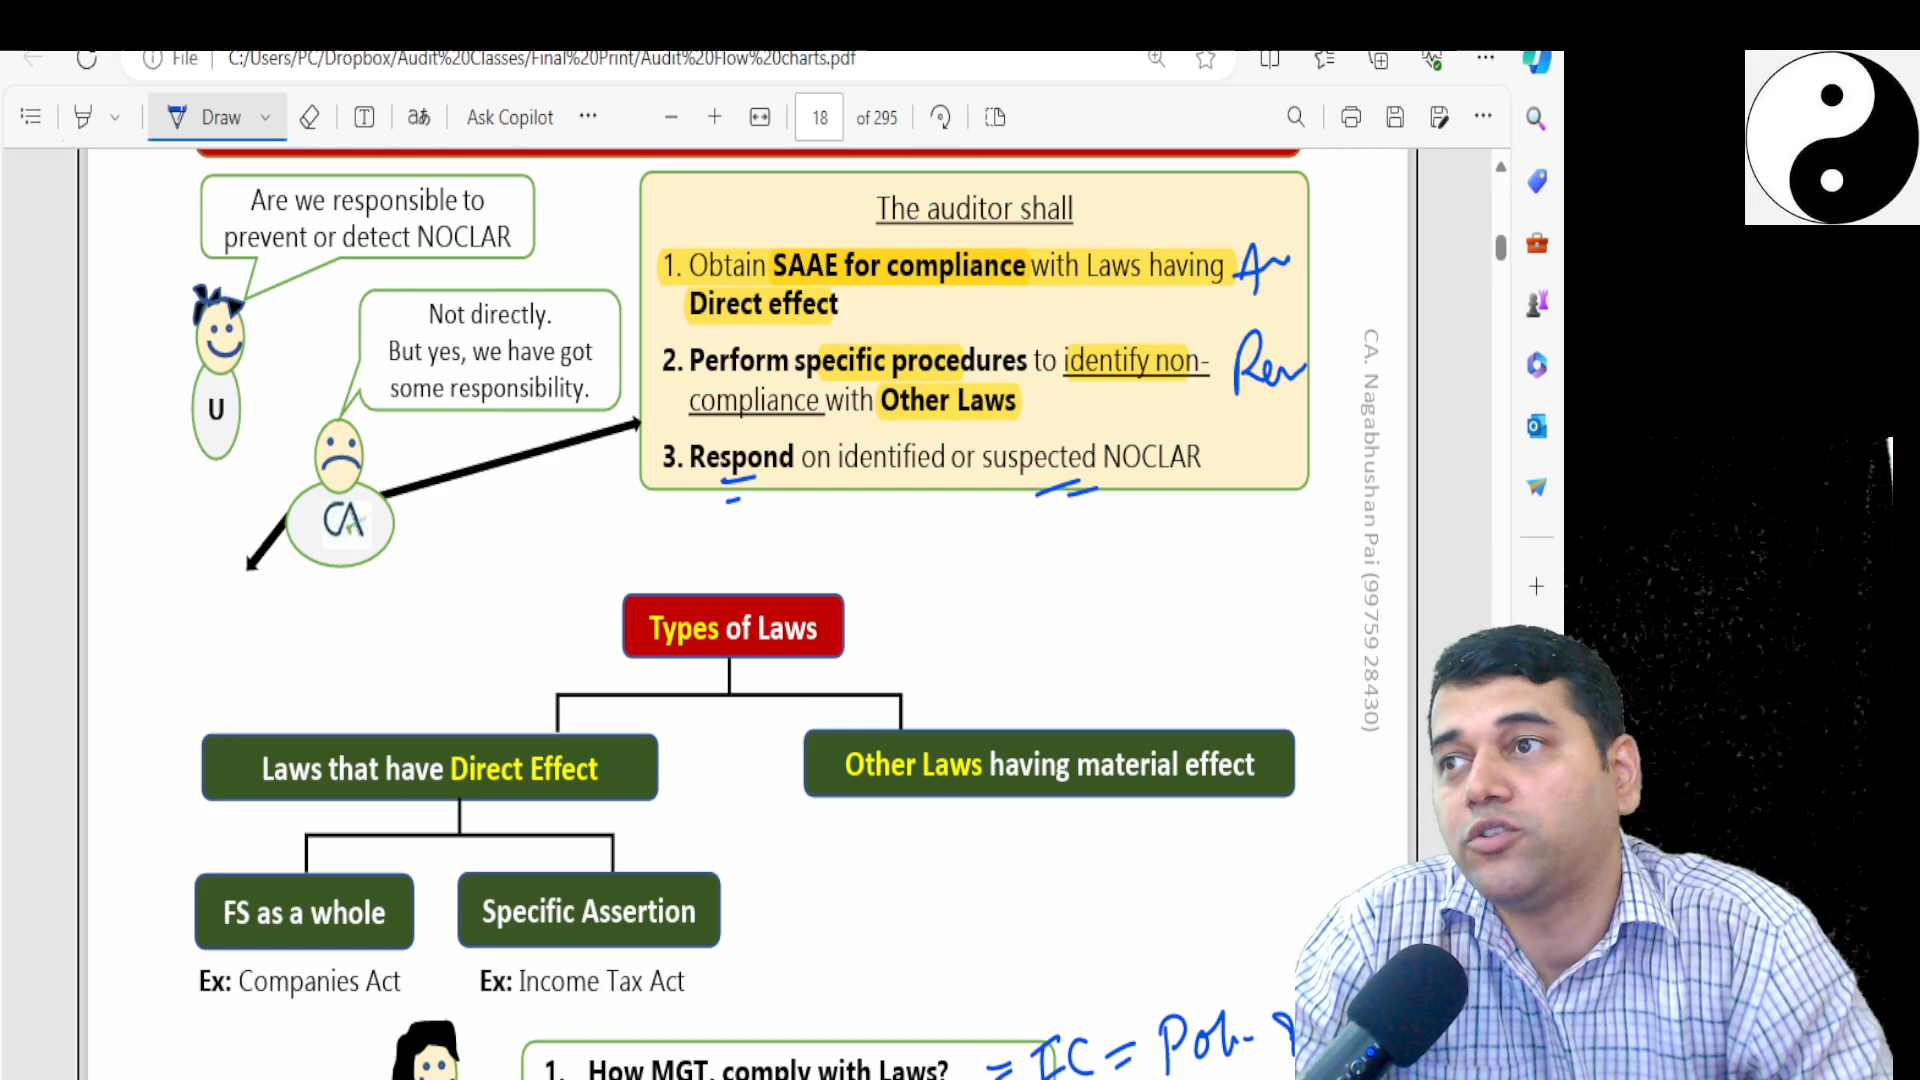 File | C:/Users/PC/Dropbox/Audit%20Classes/Final%20Print/Audit%20Flow%20charts.pdf
Draw
T
aあ
Ask Copilot
18 of 295
Are we responsible to
prevent or detect NOCLAR
U
Not directly.
But yes, we have got
some responsibility.
CA
The auditor shall
1. Obtain SAAE for compliance with Laws having
Direct effect
2. Perform specific procedures to identify non-
compliance with Other Laws
3. Respond on identified or suspected NOCLAR
Types of Laws
Laws that have Direct Effect
Other Laws having material effect
FS as a whole
Specific Assertion
Ex: Companies Act
Ex: Income Tax Act
1. How MGT. comply with Laws?
= IC =
CA. Nagabhushan Pai (99759 28430)